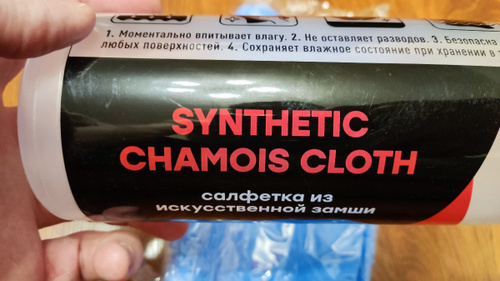 1. Моментально впитывает влагу. 2. Не оставляет разводов. 3. Безопасна
любых поверхностей. 4. Сохраняет влажное состояние при хранении в
SYNTHETIC
CHAMOIS CLOTH
салфетка из
искусственной замши